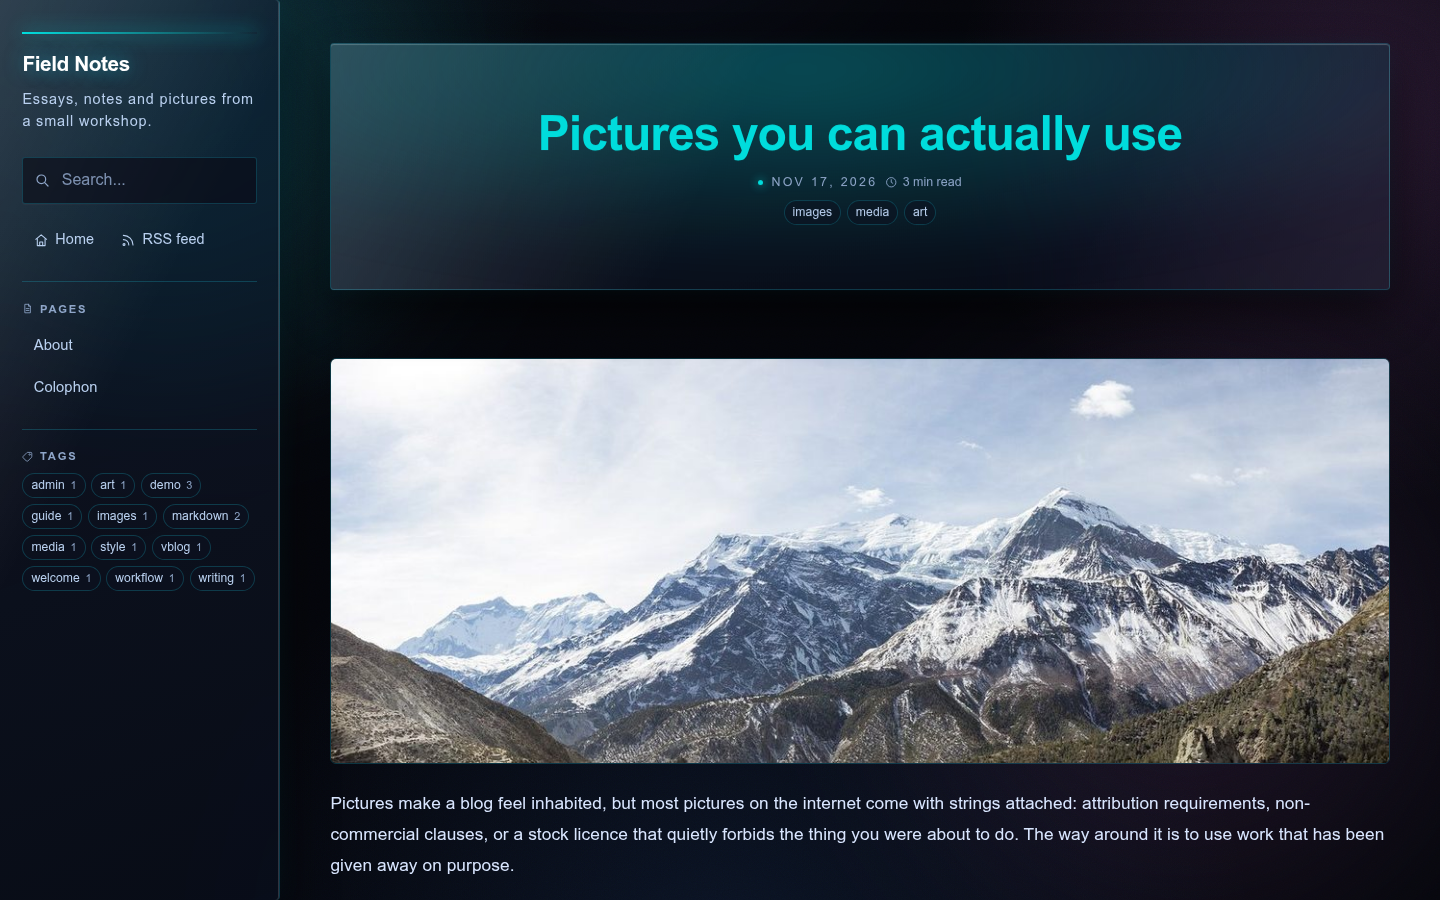 Field Notes
Essays, notes and pictures from
a small workshop.
Search...
Home RSS feed
PAGES
About
Colophon
TAGS
admin 1 art 1 demo 3
guide 1 images 1 markdown 2
media 1 style 1 vblog 1
welcome 1 workflow 1 writing 1
Pictures you can actually use
NOV 17, 2026 3 min read
images media art
Pictures make a blog feel inhabited, but most pictures on the internet come with strings attached: attribution requirements, non-
commercial clauses, or a stock licence that quietly forbids the thing you were about to do. The way around it is to use work that has been
given away on purpose.